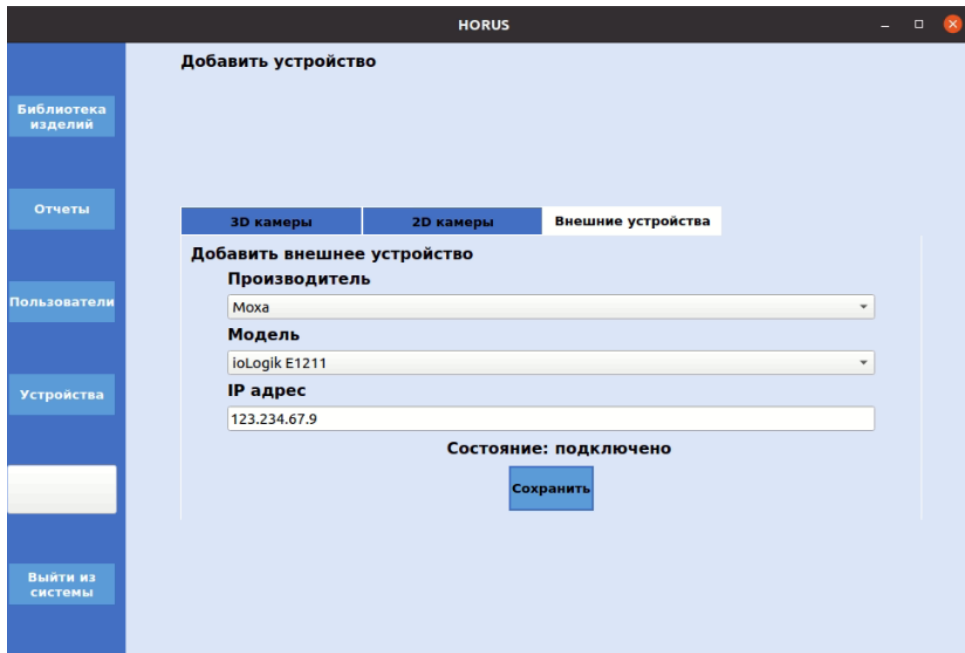 HORUS
Добавить устройство
Библиотека
изделий
Отчеты
Пользователи
Устройства
Выйти из
системы
3D камеры
2D камеры
Внешние устройства
Добавить внешнее устройство
Производитель
Moxa
Модель
ioLogik E1211
IP адрес
123.234.67.9
Состояние: подключено
Сохранить